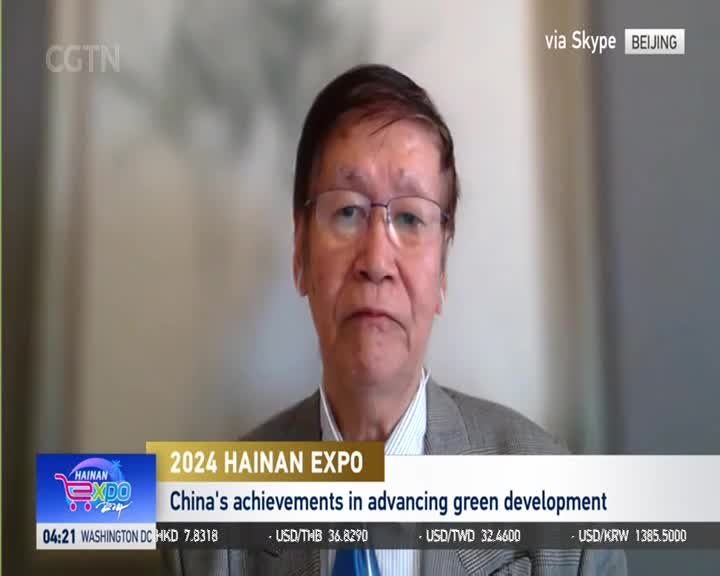 CGTN
via Skype BEIJING
2024 HAINAN EXPO
HAINAN
EXPO
China's achievements in advancing green development
04:21 WASHINGTON DC HKD 7.8318 - USD/THB 36.8290 - USD/TWD 32.4600 - USD/KRW 1385.5000